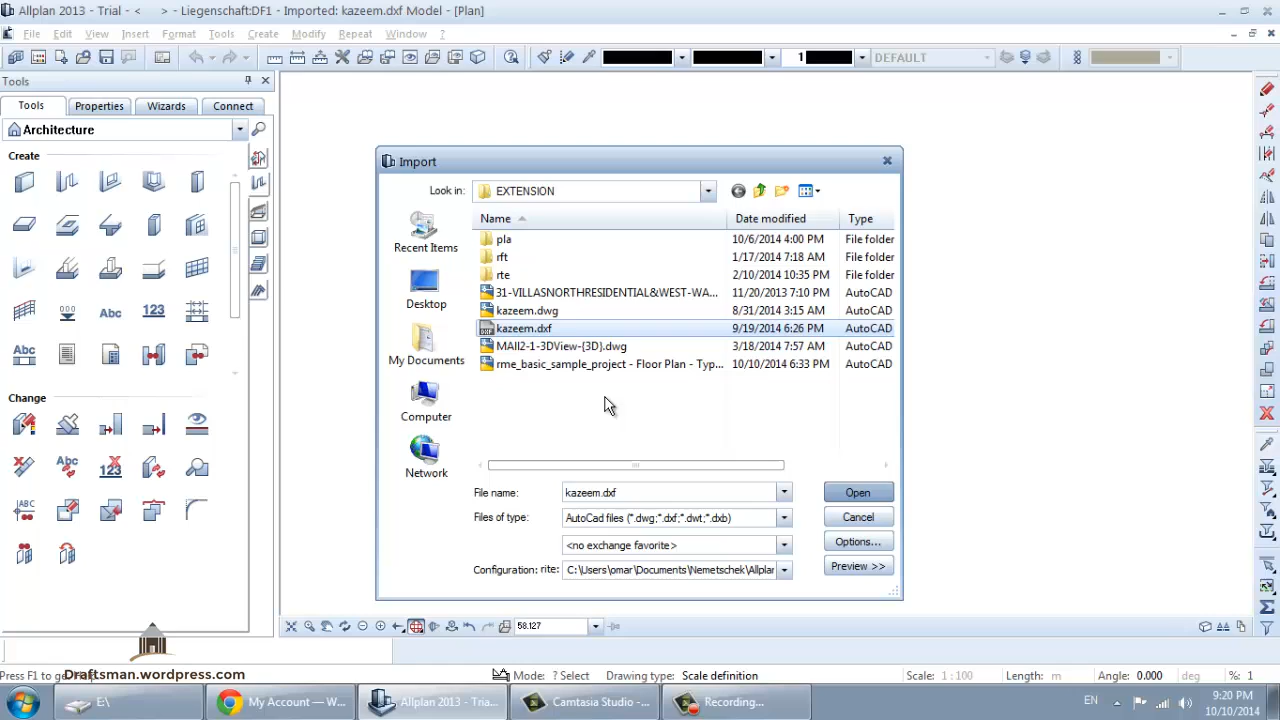 Allplan 2013 - Trial - < > - Liegenschaft:DF1 - Imported: kazeem.dxf Model - [Plan]
File Edit View Insert Format Tools Create Modify Repeat Window ?
1 DEFAULT
Tools
Tools Properties Wizards Connect
Architecture
Create
Abc 123
Abc
Change
Abc 123
ABC
Import
Look in: EXTENSION
Name Date modified Type
pla 10/6/2014 4:00 PM File folder
rft 1/17/2014 7:18 AM File folder
rte 2/10/2014 10:35 PM File folder
31-VILLASNORTHRESIDENTIAL&WEST-WA... 11/20/2013 7:10 PM AutoCAD
kazeem.dwg 8/31/2014 3:15 AM AutoCAD
kazeem.dxf 9/19/2014 6:26 PM AutoCAD
MAll2-1-3DView-{3D}.dwg 3/18/2014 7:57 AM AutoCAD
rme_basic_sample_project - Floor Plan - Typ... 10/10/2014 6:33 PM AutoCAD
Recent Items
Desktop
My Documents
Computer
Network
File name: kazeem.dxf Open
Files of type: AutoCad files (*.dwg;*.dxf;*.dwt;*.dxb) Cancel
<no exchange favorite> Options...
Configuration: rite: C:\Users\omar\Documents\Nemetschek\Allplan Preview >>
58.127
Draftsman.wordpress.com
Press F1 to ge
Mode: ? Select Drawing type: Scale definition Scale: 1:100 Length: m Angle: 0.000 deg %: 1
E:\ My Account — W... Allplan 2013 - Tria... Camtasia Studio - ... Recording... EN 9:20 PM
10/10/2014